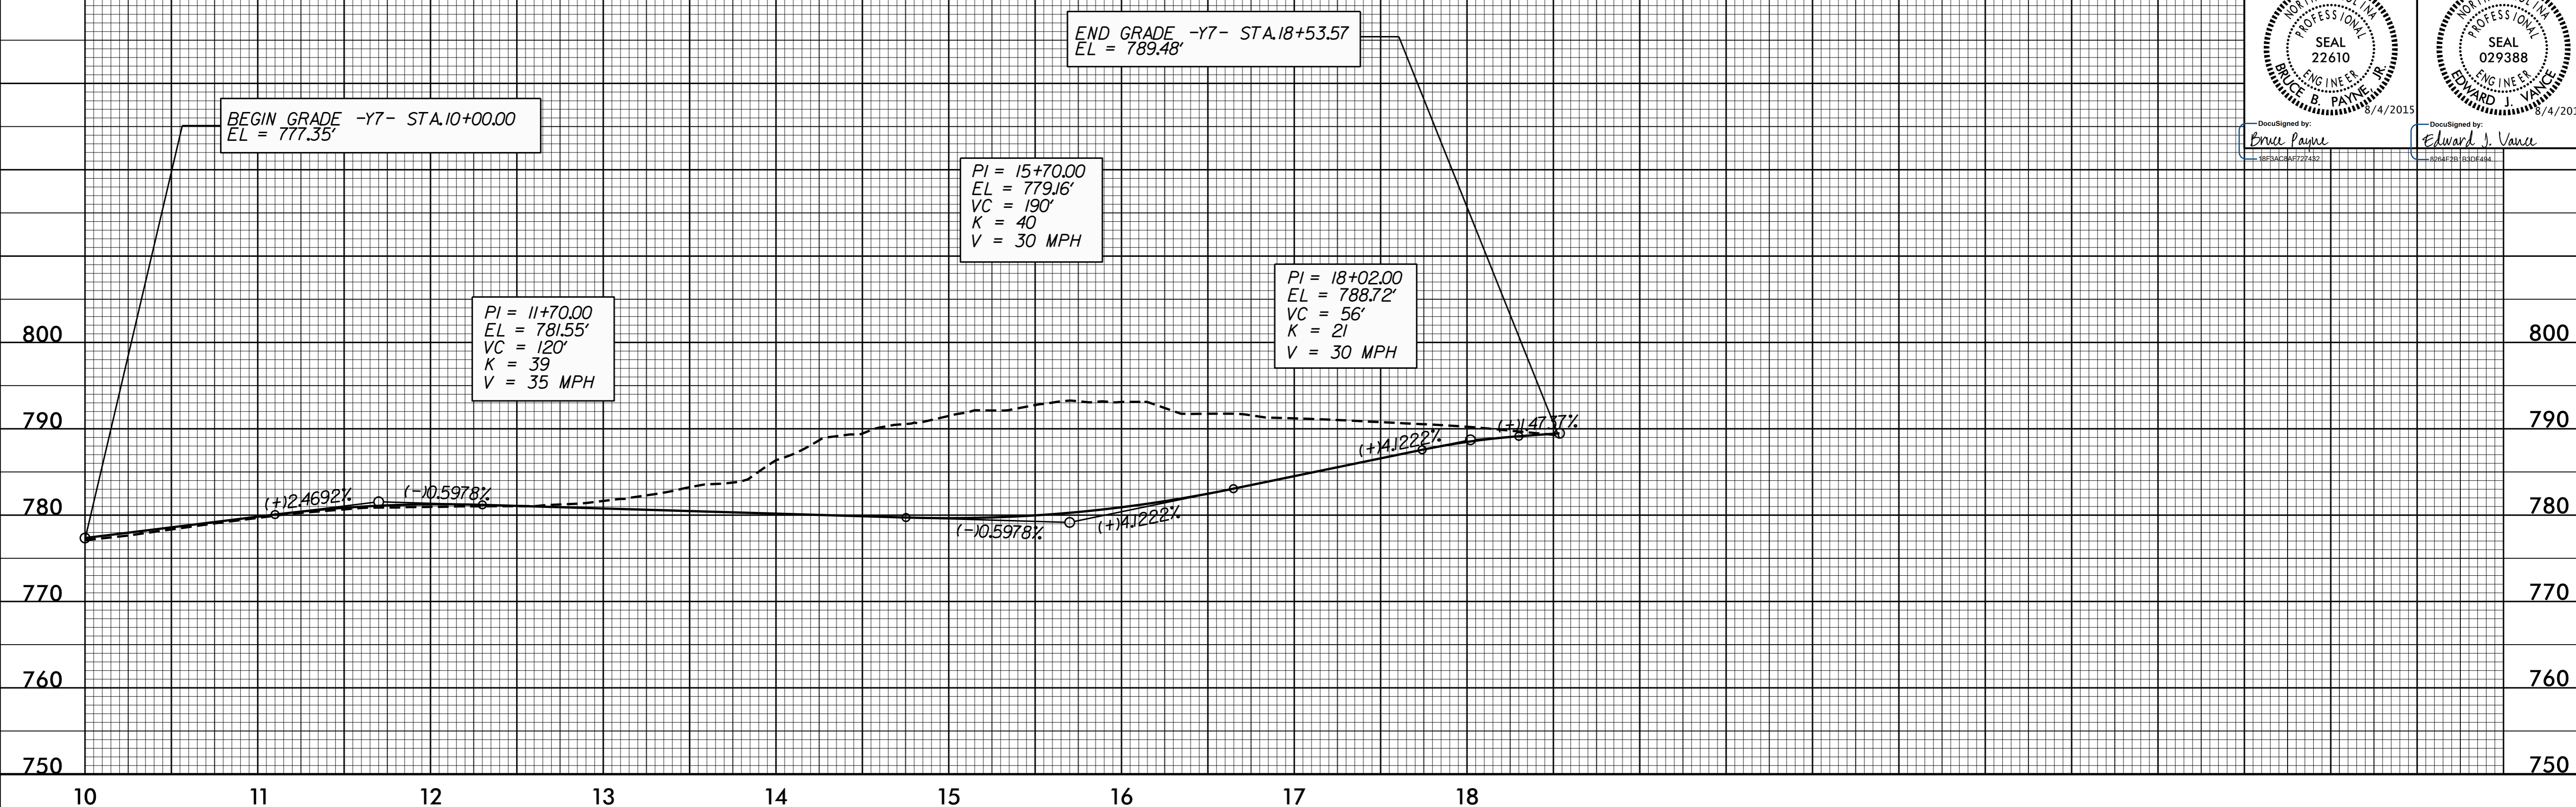 END GRADE -Y7- STA.18+53.57
EL = 789.48'
BEGIN GRADE -Y7- STA.10+00.00
EL = 777.35'
PI = 15+70.00
EL = 779.16'
VC = 190'
K = 40
V = 30 MPH
PI = 18+02.00
EL = 788.72'
VC = 56'
K = 21
V = 30 MPH
PI = 11+70.00
EL = 781.55'
VC = 120'
K = 39
V = 35 MPH
PROFESSIONAL
SEAL
22610
ENGINEER
BRUCE B. PAYNE, JR.
8/4/2015
DocuSigned by:
Bruce Payne
18F3AC8AF727432
PROFESSIONAL
SEAL
029388
ENGINEER
EDWARD J. VANCE
DocuSigned by:
Edward J. Vance
800 800
790 790
780 780
770 770
760 760
750 750
(+)2.4692%
(-)0.5978%
(-)0.5978%
(+)4.1222%
(+)4.1222%
(+)1.4737%
10 11 12 13 14 15 16 17 18